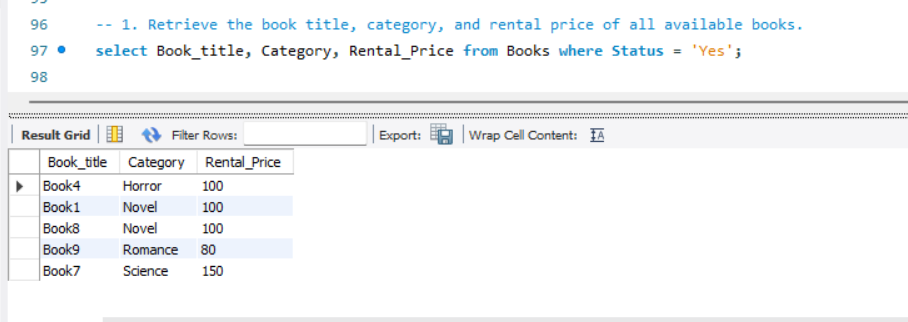 96 -- 1. Retrieve the book title, category, and rental price of all available books.
97 select Book_title, Category, Rental_Price from Books where Status = 'Yes';
98
Result Grid Filter Rows: Export: Wrap Cell Content: IA
Book_title Category Rental_Price
Book4 Horror 100
Book1 Novel 100
Book8 Novel 100
Book9 Romance 80
Book7 Science 150